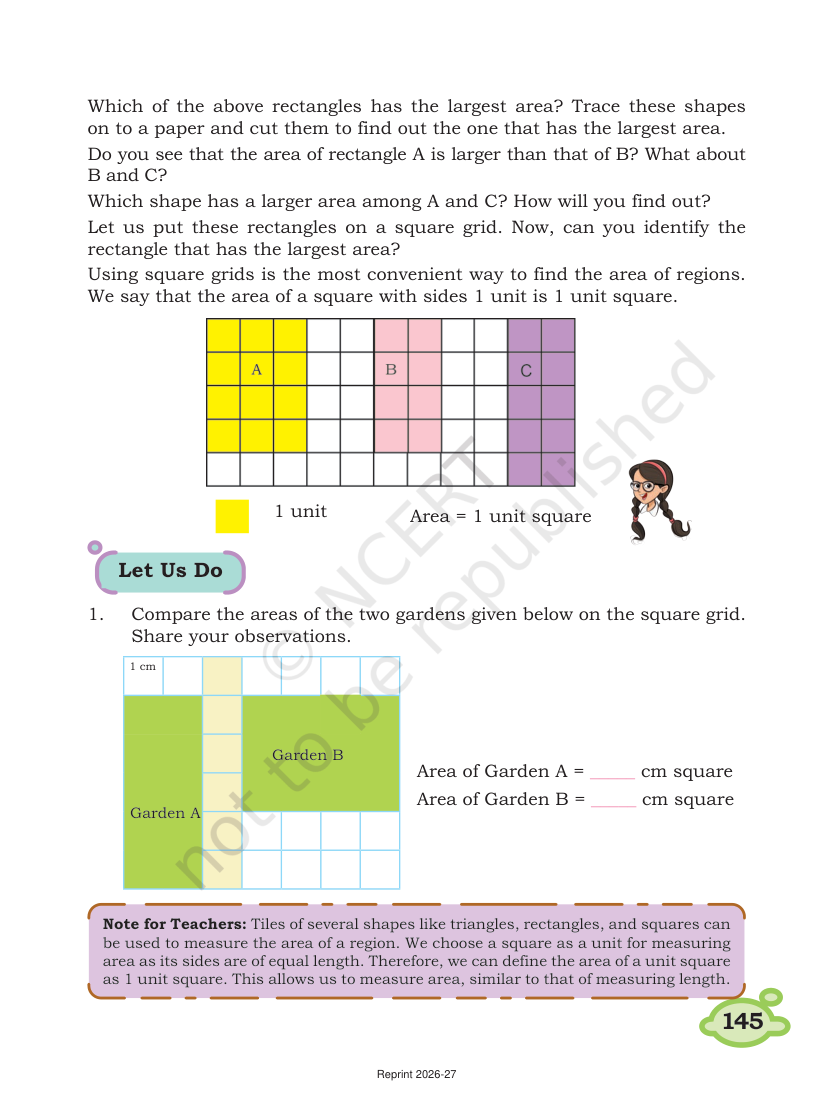 Which of the above rectangles has the largest area? Trace these shapes
on to a paper and cut them to find out the one that has the largest area.
Do you see that the area of rectangle A is larger than that of B? What about
B and C?
Which shape has a larger area among A and C? How will you find out?
Let us put these rectangles on a square grid. Now, can you identify the
rectangle that has the largest area?
Using square grids is the most convenient way to find the area of regions.
We say that the area of a square with sides 1 unit is 1 unit square.
A B C
1 unit Area = 1 unit square
Let Us Do
1. Compare the areas of the two gardens given below on the square grid.
Share your observations.
1 cm
Garden B
Garden A
Area of Garden A = _____ cm square
Area of Garden B = _____ cm square
Note for Teachers: Tiles of several shapes like triangles, rectangles, and squares can
be used to measure the area of a region. We choose a square as a unit for measuring
area as its sides are of equal length. Therefore, we can define the area of a unit square
as 1 unit square. This allows us to measure area, similar to that of measuring length.
145
Reprint 2026-27
© NCERT
not to be republished